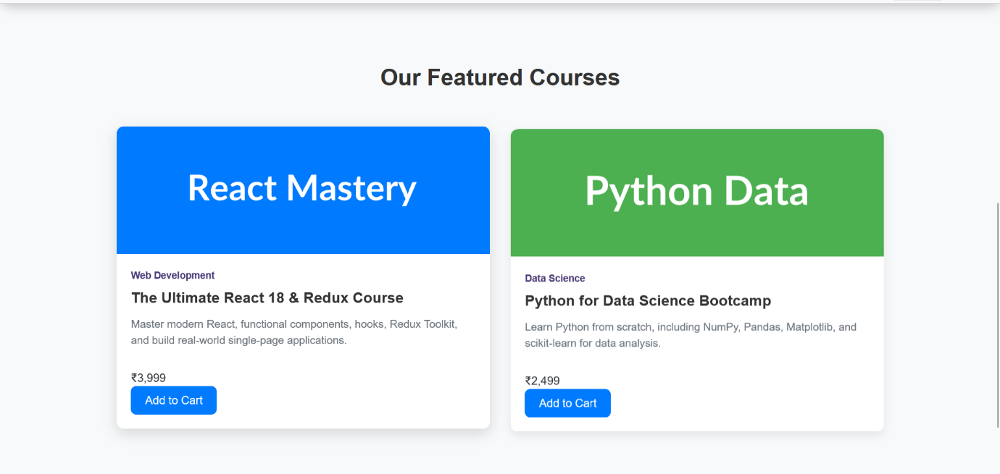 Our Featured Courses
React Mastery
Web Development
The Ultimate React 18 & Redux Course
Master modern React, functional components, hooks, Redux Toolkit,
and build real-world single-page applications.
₹3,999
Add to Cart
Python Data
Data Science
Python for Data Science Bootcamp
Learn Python from scratch, including NumPy, Pandas, Matplotlib, and
scikit-learn for data analysis.
₹2,499
Add to Cart